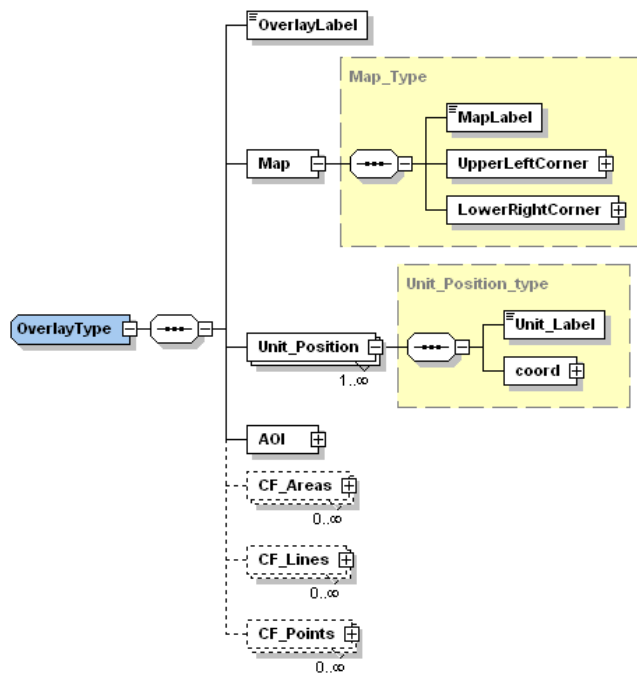 OverlayLabel
Map_Type
MapLabel
Map
UpperLeftCorner
LowerRightCorner
Unit_Position_type
Unit_Label
OverlayType
Unit_Position
1..∞
coord
AOI
CF_Areas
0..∞
CF_Lines
0..∞
CF_Points
0..∞